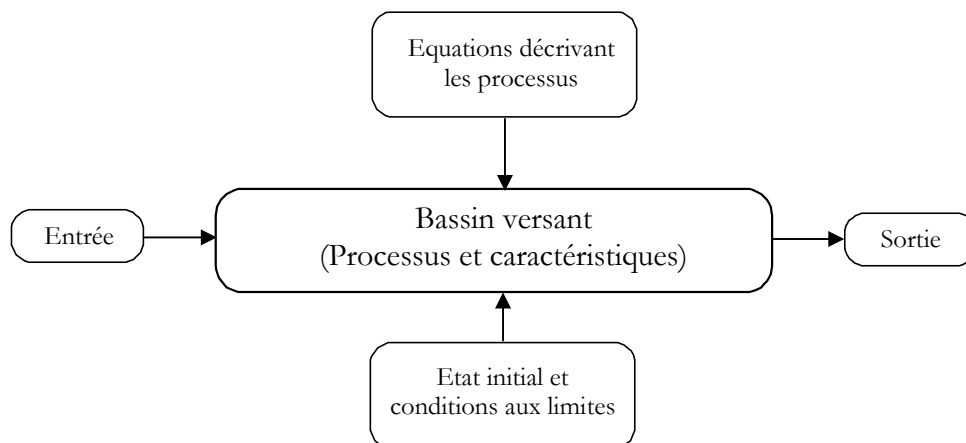 Equations décrivant
les processus
Entrée
Bassin versant
(Processus et caractéristiques)
Sortie
Etat initial et
conditions aux limites